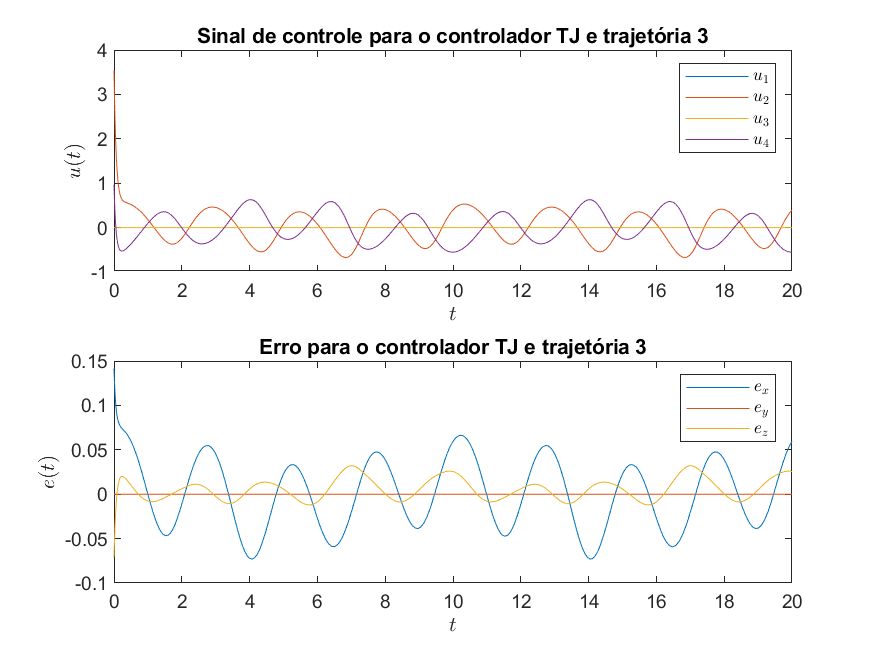 Sinal de controle para o controlador TJ e trajetória 3
4
3
2
1
0
-1
u(t)
u₁
u₂
u₃
u₄
0 2 4 6 8 10 12 14 16 18 20
t
Erro para o controlador TJ e trajetória 3
0.15
0.1
0.05
0
-0.05
-0.1
e(t)
eₓ
e_y
e_z
0 2 4 6 8 10 12 14 16 18 20
t